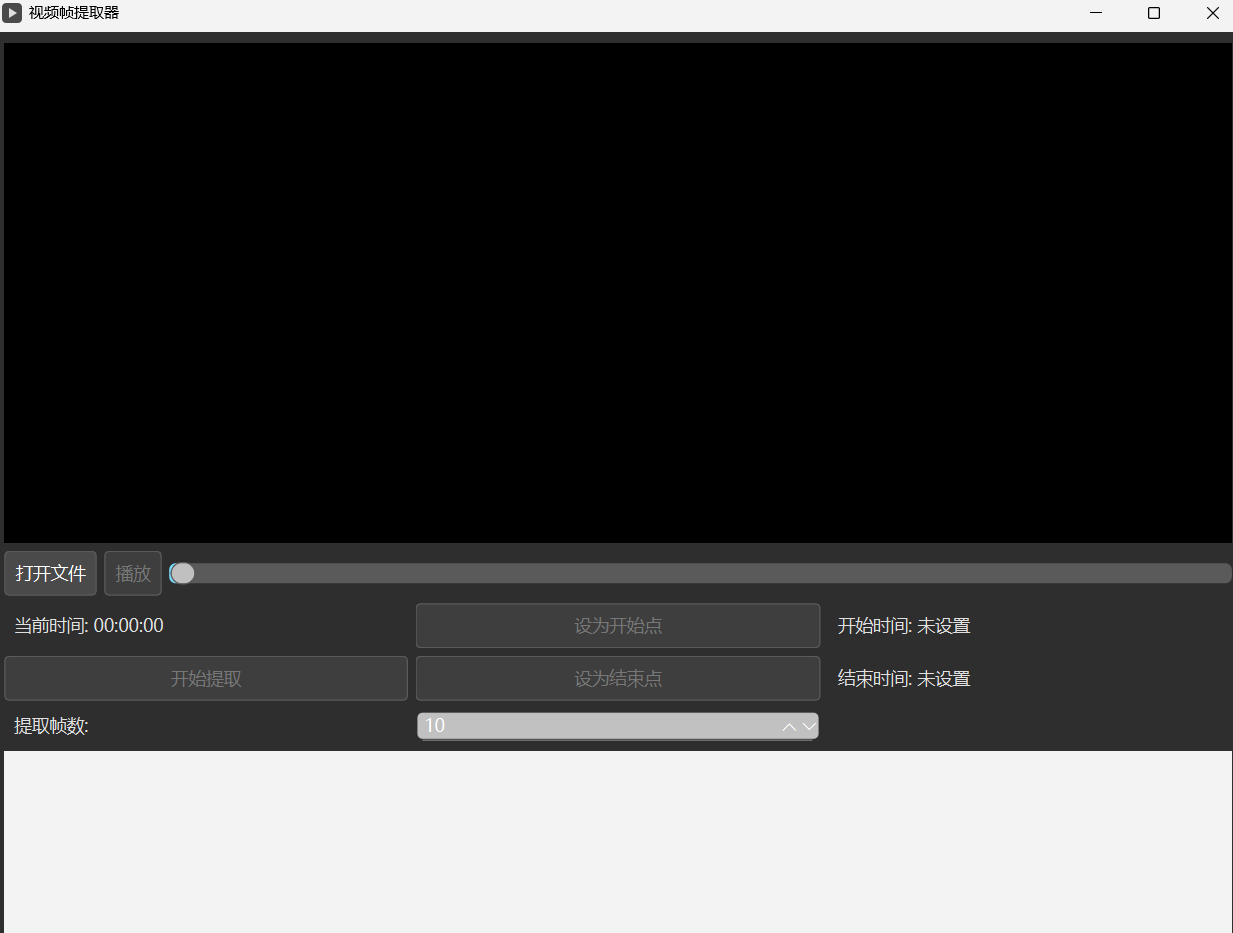 视频帧提取器
打开文件 播放
当前时间: 00:00:00 设为开始点 开始时间: 未设置
开始提取 设为结束点 结束时间: 未设置
提取帧数: 10